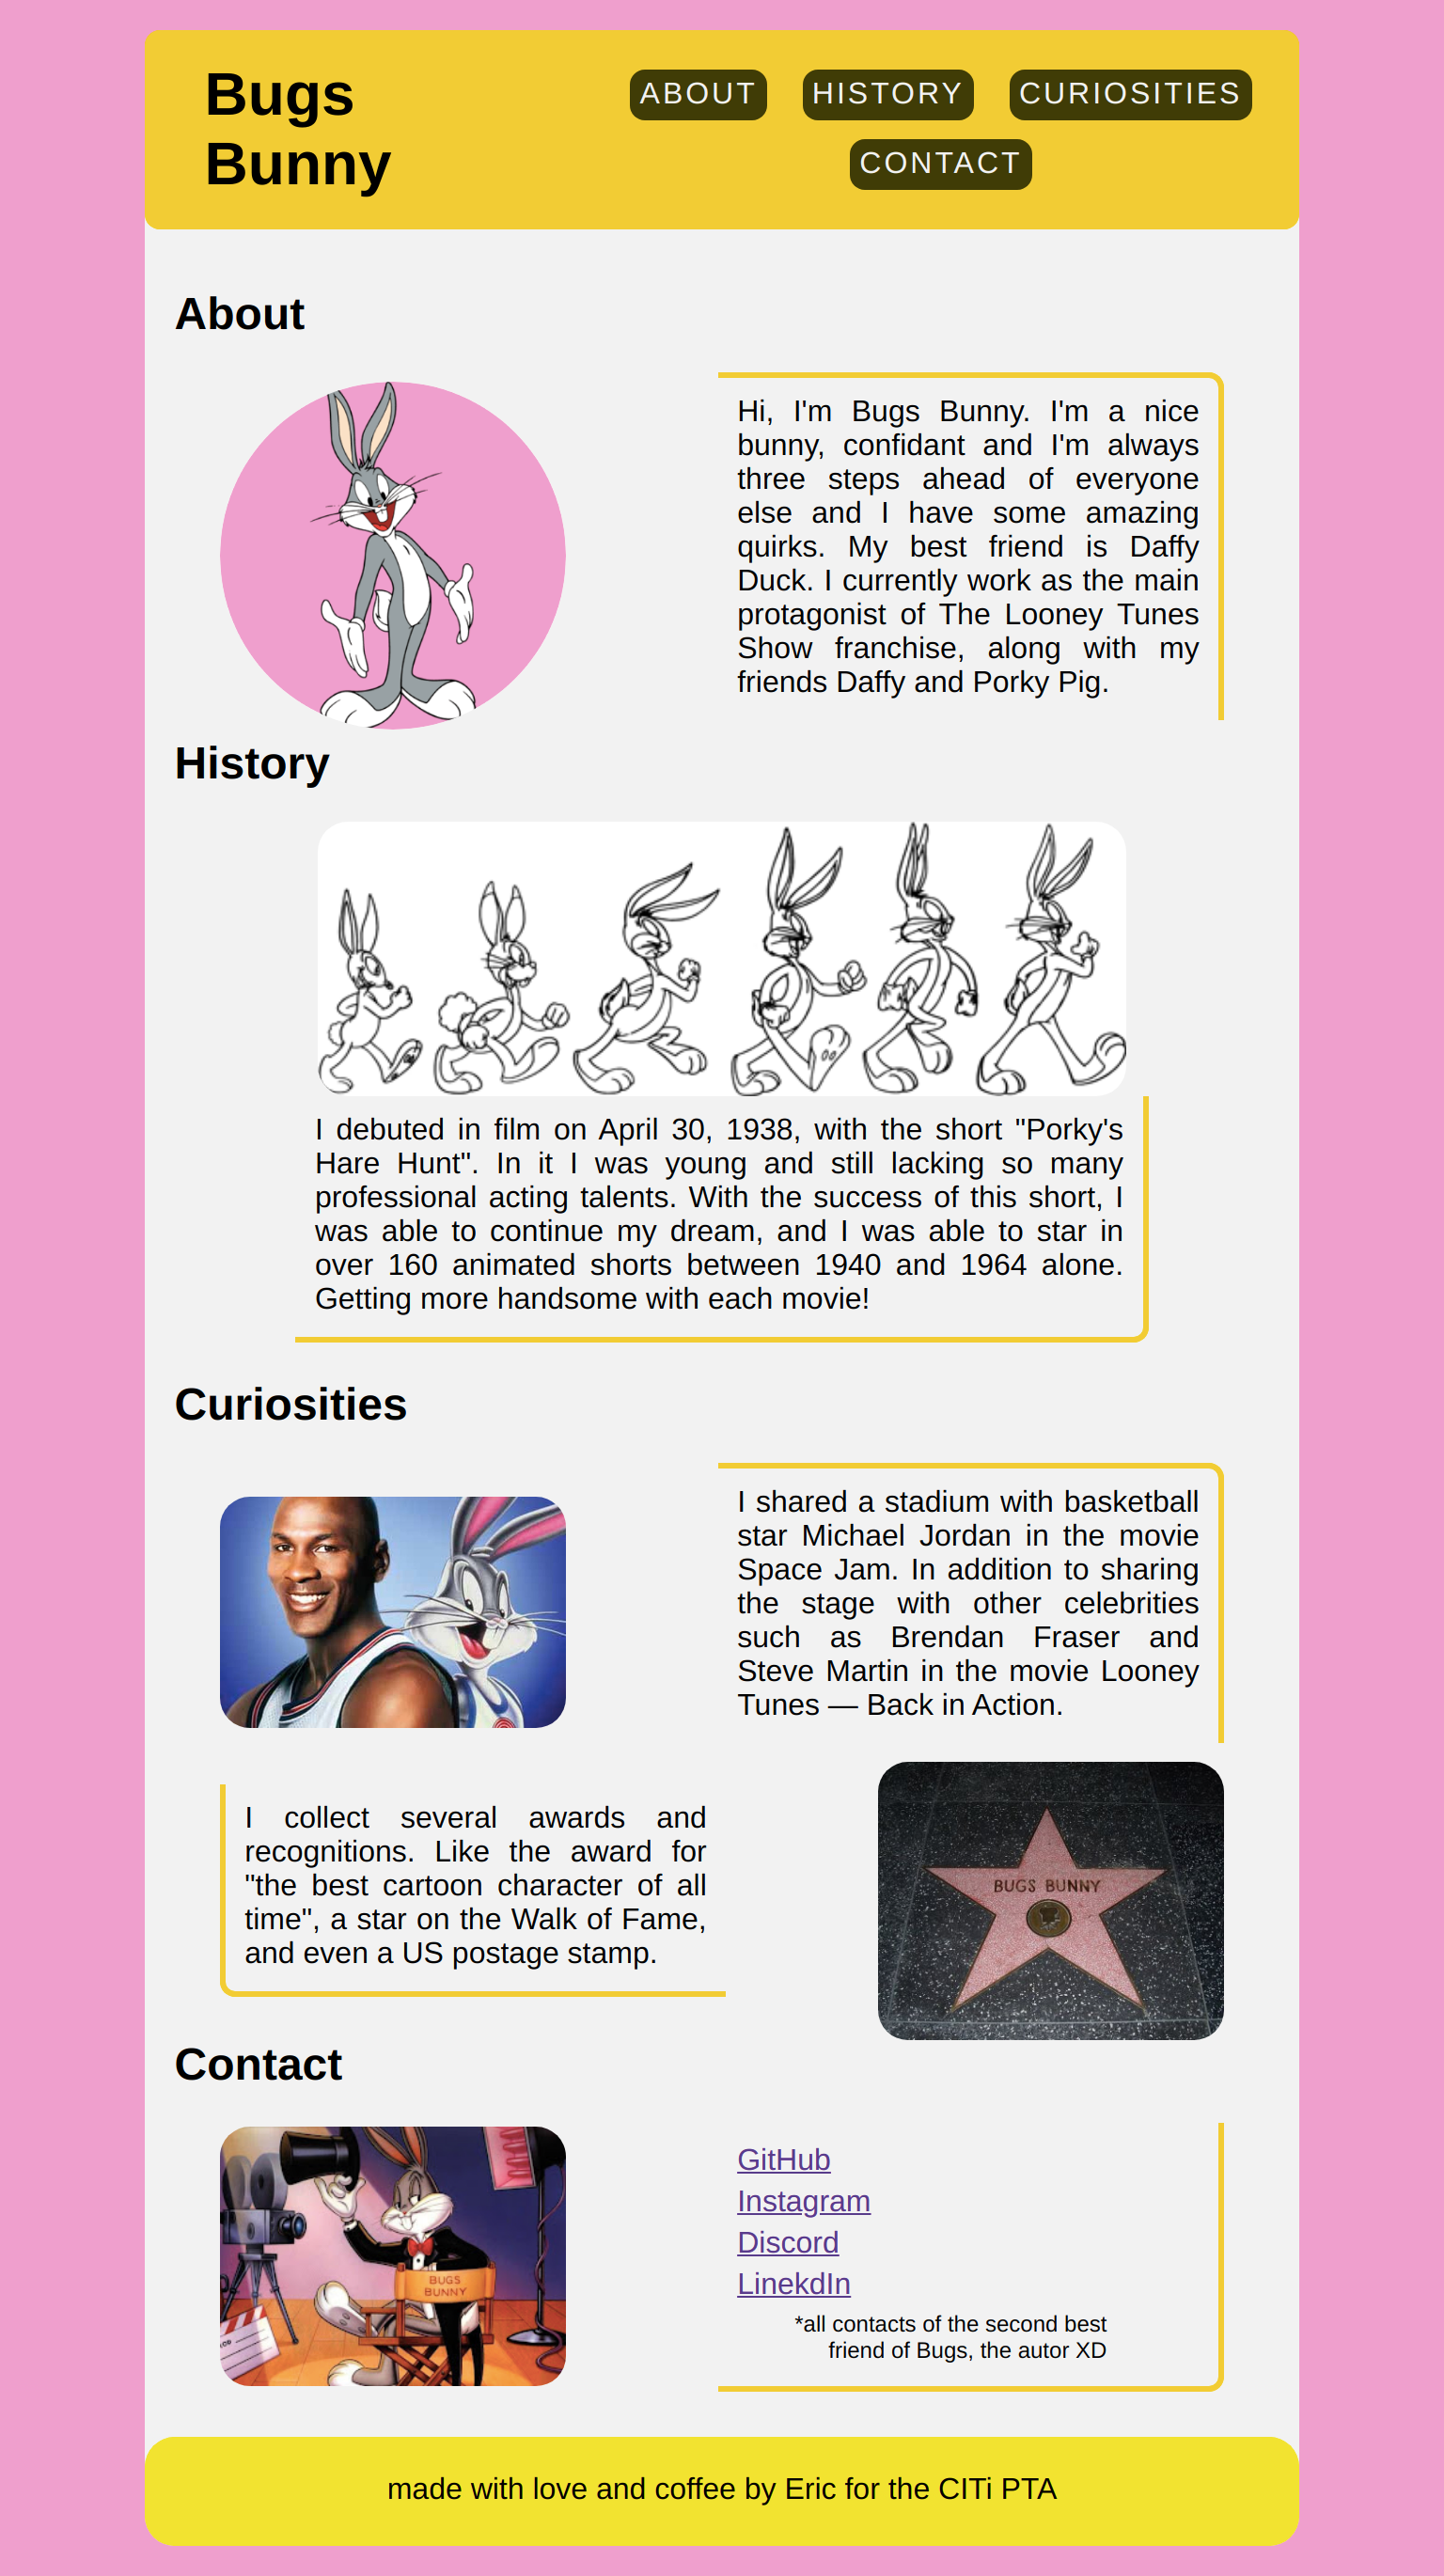 Bugs
Bunny
ABOUT
HISTORY
CURIOSITIES
CONTACT
About
Hi, I'm Bugs Bunny. I'm a nice
bunny, confidant and I'm always
three steps ahead of everyone
else and I have some amazing
quirks. My best friend is Daffy
Duck. I currently work as the main
protagonist of The Looney Tunes
Show franchise, along with my
friends Daffy and Porky Pig.
History
I debuted in film on April 30, 1938, with the short "Porky's
Hare Hunt". In it I was young and still lacking so many
professional acting talents. With the success of this short, I
was able to continue my dream, and I was able to star in
over 160 animated shorts between 1940 and 1964 alone.
Getting more handsome with each movie!
Curiosities
I shared a stadium with basketball
star Michael Jordan in the movie
Space Jam. In addition to sharing
the stage with other celebrities
such as Brendan Fraser and
Steve Martin in the movie Looney
Tunes — Back in Action.
I collect several awards and
recognitions. Like the award for
"the best cartoon character of all
time", a star on the Walk of Fame,
and even a US postage stamp.
BUGS BUNNY
Contact
BUGS
BUNNY
GitHub
Instagram
Discord
LinekdIn
*all contacts of the second best
friend of Bugs, the autor XD
made with love and coffee by Eric for the CITi PTA